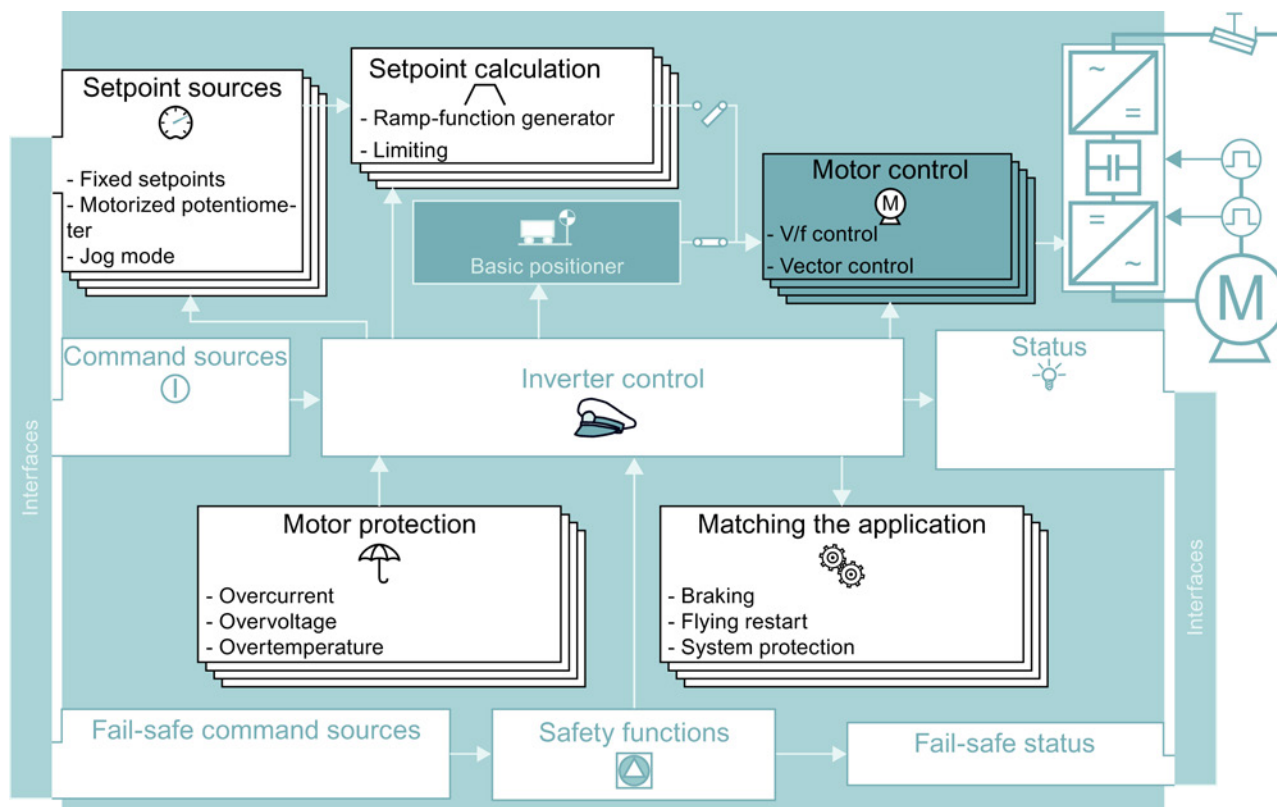 Setpoint sources
- Fixed setpoints
- Motorized potentiome-
ter
- Jog mode
Setpoint calculation
- Ramp-function generator
- Limiting
Basic positioner
Motor control
M
- V/f control
- Vector control
~
=
=
~
M
Command sources
Inverter control
Status
Interfaces
Motor protection
- Overcurrent
- Overvoltage
- Overtemperature
Matching the application
- Braking
- Flying restart
- System protection
Interfaces
Fail-safe command sources
Safety functions
Fail-safe status